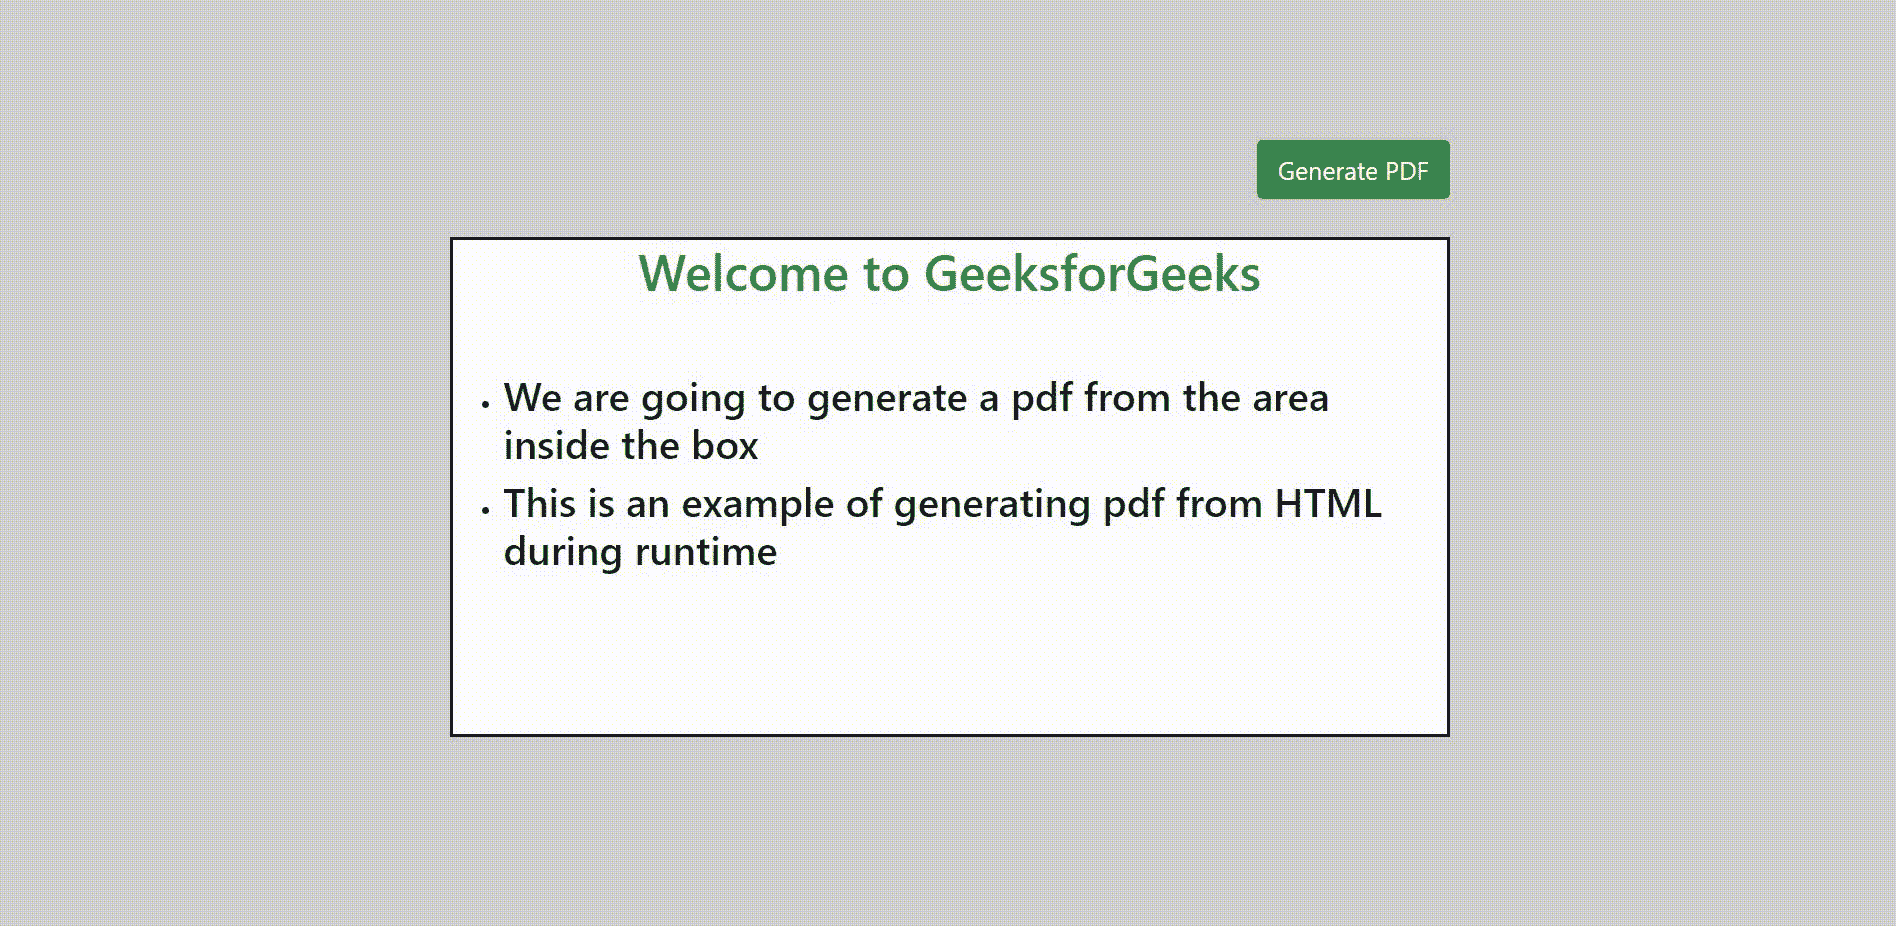 Generate PDF
Welcome to GeeksforGeeks
• We are going to generate a pdf from the area
inside the box
• This is an example of generating pdf from HTML
during runtime